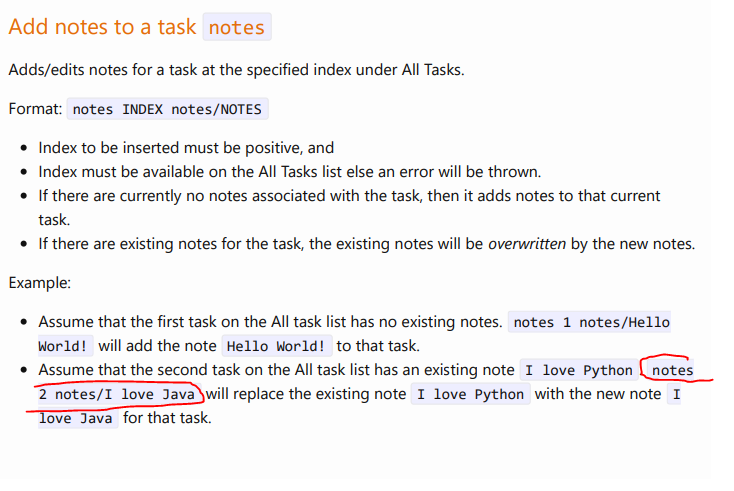 Add notes to a task notes
Adds/edits notes for a task at the specified index under All Tasks.
Format: notes INDEX notes/NOTES
• Index to be inserted must be positive, and
• Index must be available on the All Tasks list else an error will be thrown.
• If there are currently no notes associated with the task, then it adds notes to that current
task.
• If there are existing notes for the task, the existing notes will be overwritten by the new notes.
Example:
• Assume that the first task on the All task list has no existing notes. notes 1 notes/Hello
World! will add the note Hello World! to that task.
• Assume that the second task on the All task list has an existing note I love Python. notes
2 notes/I love Java will replace the existing note I love Python with the new note I
love Java for that task.